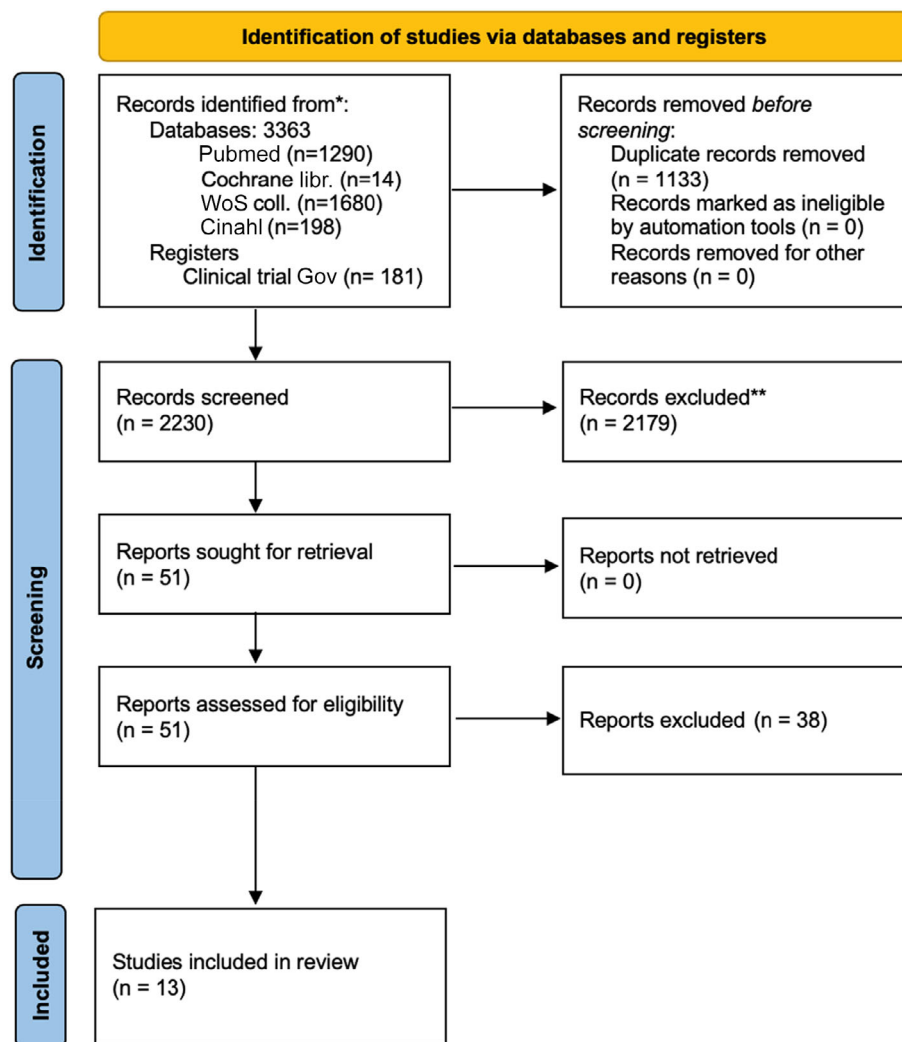 Identification of studies via databases and registers
Identification
Records identified from*:
Databases: 3363
Pubmed (n=1290)
Cochrane libr. (n=14)
WoS coll. (n=1680)
Cinahl (n=198)
Registers
Clinical trial Gov (n= 181)
Records removed before
screening:
Duplicate records removed
(n = 1133)
Records marked as ineligible
by automation tools (n = 0)
Records removed for other
reasons (n = 0)
Screening
Records screened
(n = 2230)
Records excluded**
(n = 2179)
Reports sought for retrieval
(n = 51)
Reports not retrieved
(n = 0)
Reports assessed for eligibility
(n = 51)
Reports excluded (n = 38)
Included
Studies included in review
(n = 13)